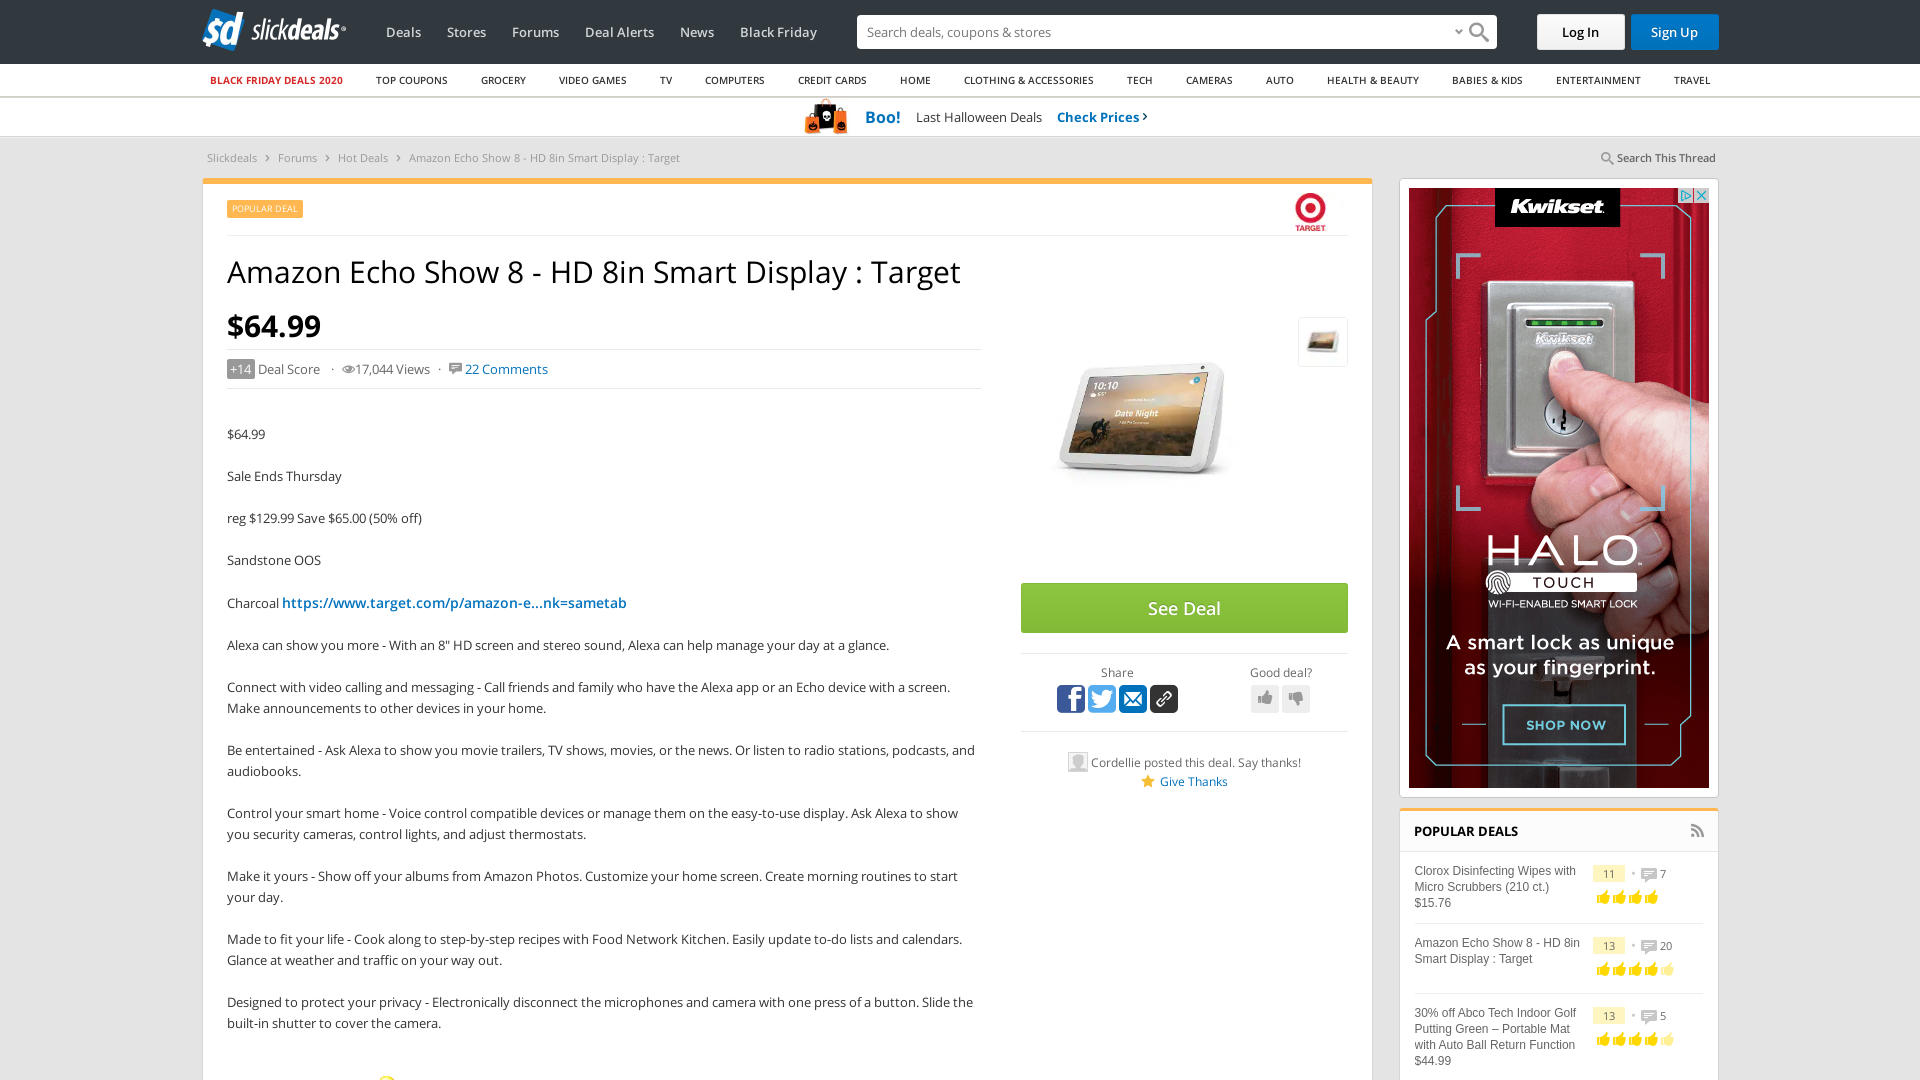 sd slickdeals
Deals Stores Forums Deal Alerts News Black Friday
Search deals, coupons & stores
Log In Sign Up
BLACK FRIDAY DEALS 2020 TOP COUPONS GROCERY VIDEO GAMES TV COMPUTERS CREDIT CARDS HOME CLOTHING & ACCESSORIES TECH CAMERAS AUTO HEALTH & BEAUTY BABIES & KIDS ENTERTAINMENT TRAVEL
Boo! Last Halloween Deals Check Prices ›
Slickdeals › Forums › Hot Deals › Amazon Echo Show 8 - HD 8in Smart Display : Target
Search This Thread
POPULAR DEAL
TARGET
Amazon Echo Show 8 - HD 8in Smart Display : Target
$64.99
+14 Deal Score · 17,044 Views · 22 Comments
$64.99
Sale Ends Thursday
reg $129.99 Save $65.00 (50% off)
Sandstone OOS
Charcoal https://www.target.com/p/amazon-e...nk=sametab
Alexa can show you more - With an 8" HD screen and stereo sound, Alexa can help manage your day at a glance.
Connect with video calling and messaging - Call friends and family who have the Alexa app or an Echo device with a screen.
Make announcements to other devices in your home.
Be entertained - Ask Alexa to show you movie trailers, TV shows, movies, or the news. Or listen to radio stations, podcasts, and
audiobooks.
Control your smart home - Voice control compatible devices or manage them on the easy-to-use display. Ask Alexa to show
you security cameras, control lights, and adjust thermostats.
Make it yours - Show off your albums from Amazon Photos. Customize your home screen. Create morning routines to start
your day.
Made to fit your life - Cook along to step-by-step recipes with Food Network Kitchen. Easily update to-do lists and calendars.
Glance at weather and traffic on your way out.
Designed to protect your privacy - Electronically disconnect the microphones and camera with one press of a button. Slide the
built-in shutter to cover the camera.
10:10
Date Night
See Deal
Share
Good deal?
Cordellie posted this deal. Say thanks!
Give Thanks
Kwikset
Kwikset
HALO
TOUCH
WI-FI-ENABLED SMART LOCK
A smart lock as unique
as your fingerprint.
SHOP NOW
POPULAR DEALS
Clorox Disinfecting Wipes with
Micro Scrubbers (210 ct.)
$15.76
11 • 7
Amazon Echo Show 8 - HD 8in
Smart Display : Target
13 • 20
30% off Abco Tech Indoor Golf
Putting Green – Portable Mat
with Auto Ball Return Function
$44.99
13 • 5